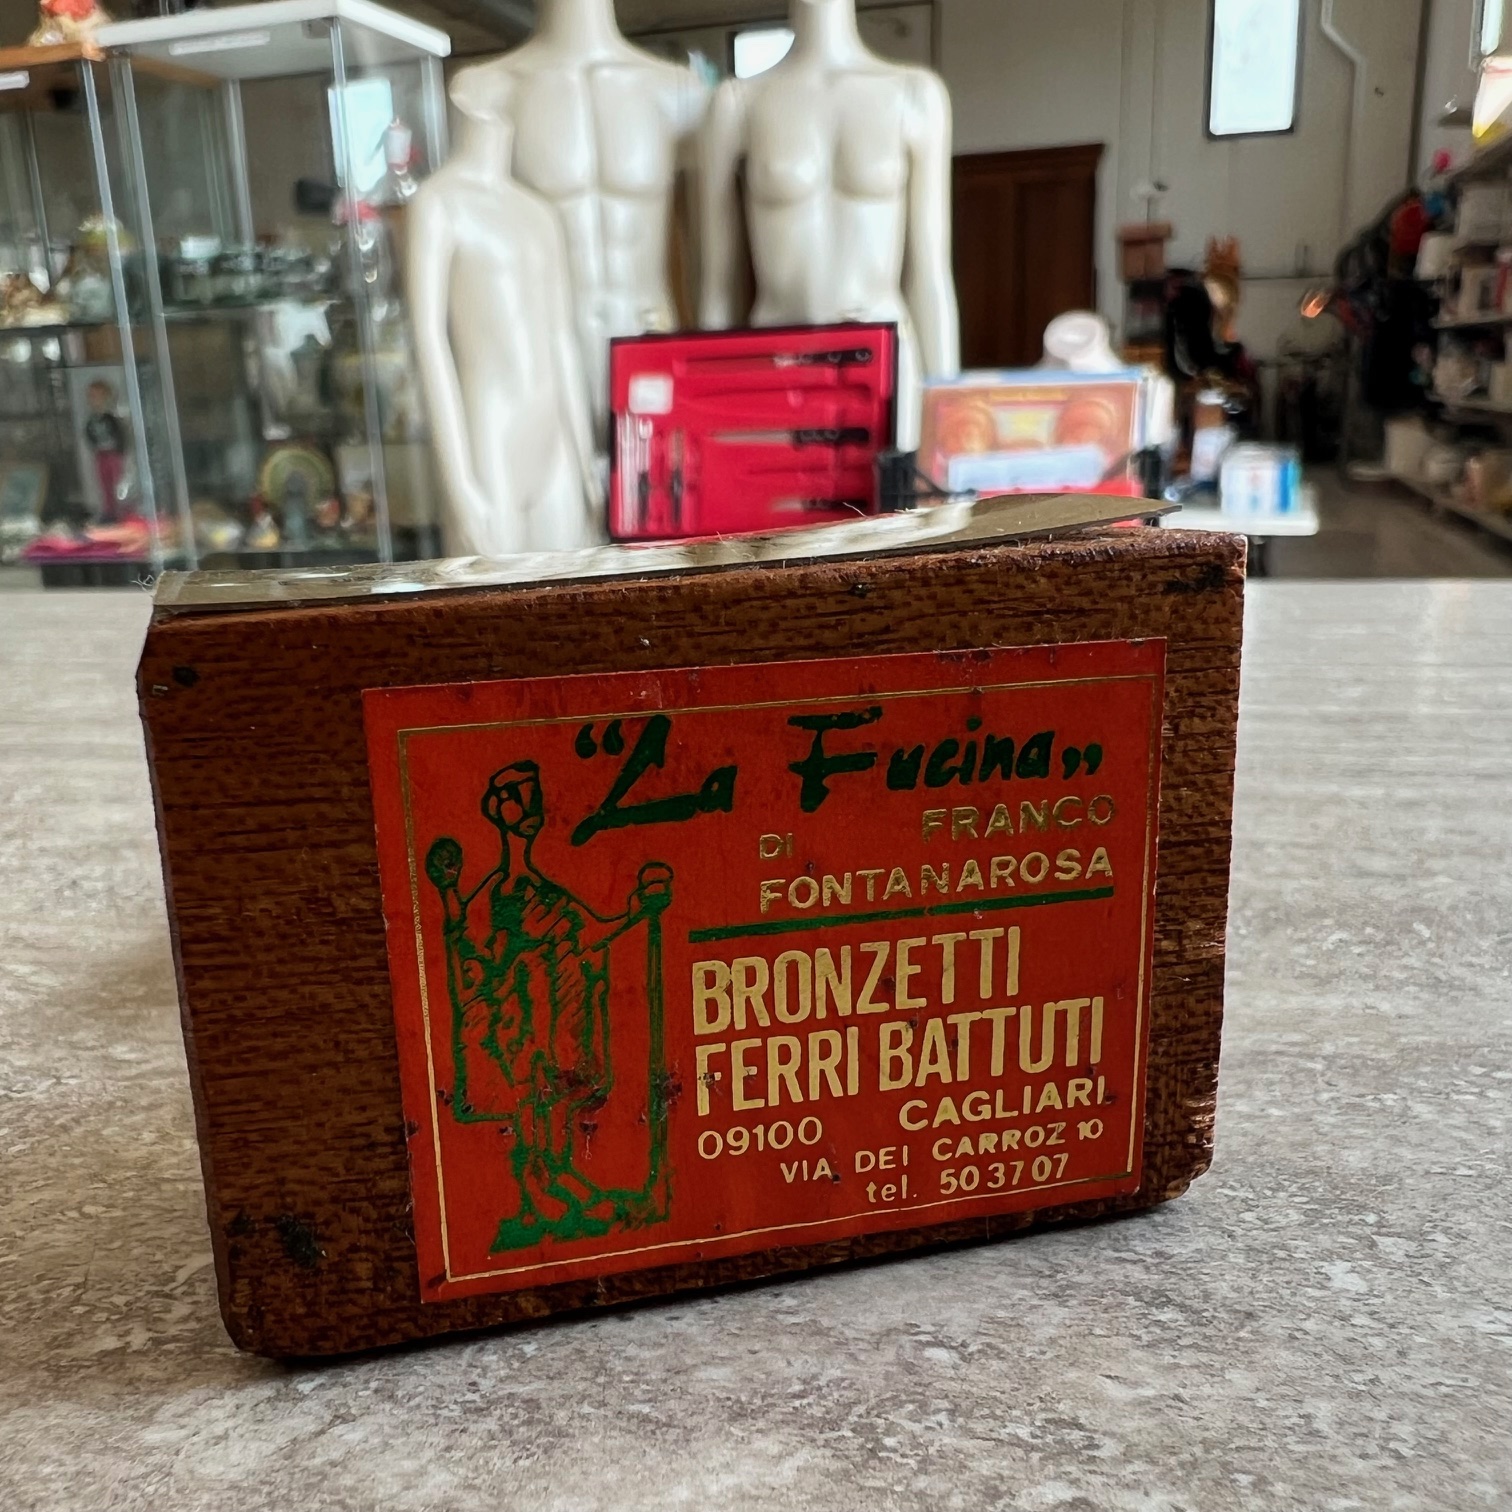 “La Fucina„
DI FRANCO
FONTANAROSA
BRONZETTI
FERRI BATTUTI
09100 CAGLIARI
VIA DEI CARROZ 10
tel. 50 37 07